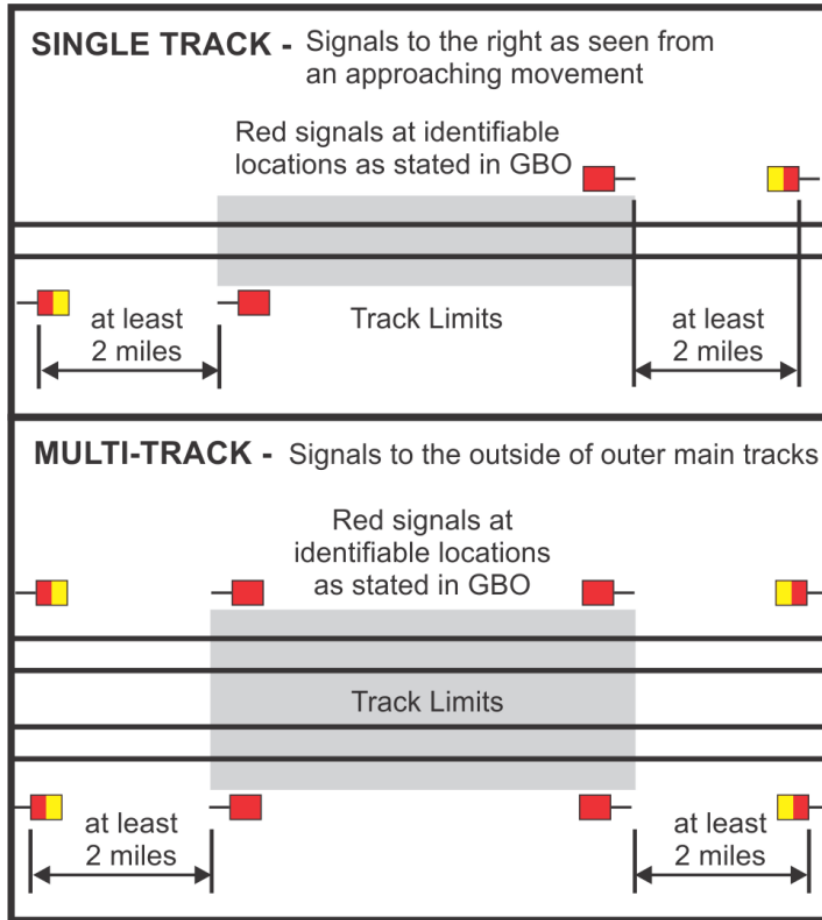 SINGLE TRACK - Signals to the right as seen from
an approaching movement
Red signals at identifiable
locations as stated in GBO
at least
2 miles
Track Limits
at least
2 miles
MULTI-TRACK - Signals to the outside of outer main tracks
Red signals at
identifiable locations
as stated in GBO
Track Limits
at least
2 miles
at least
2 miles